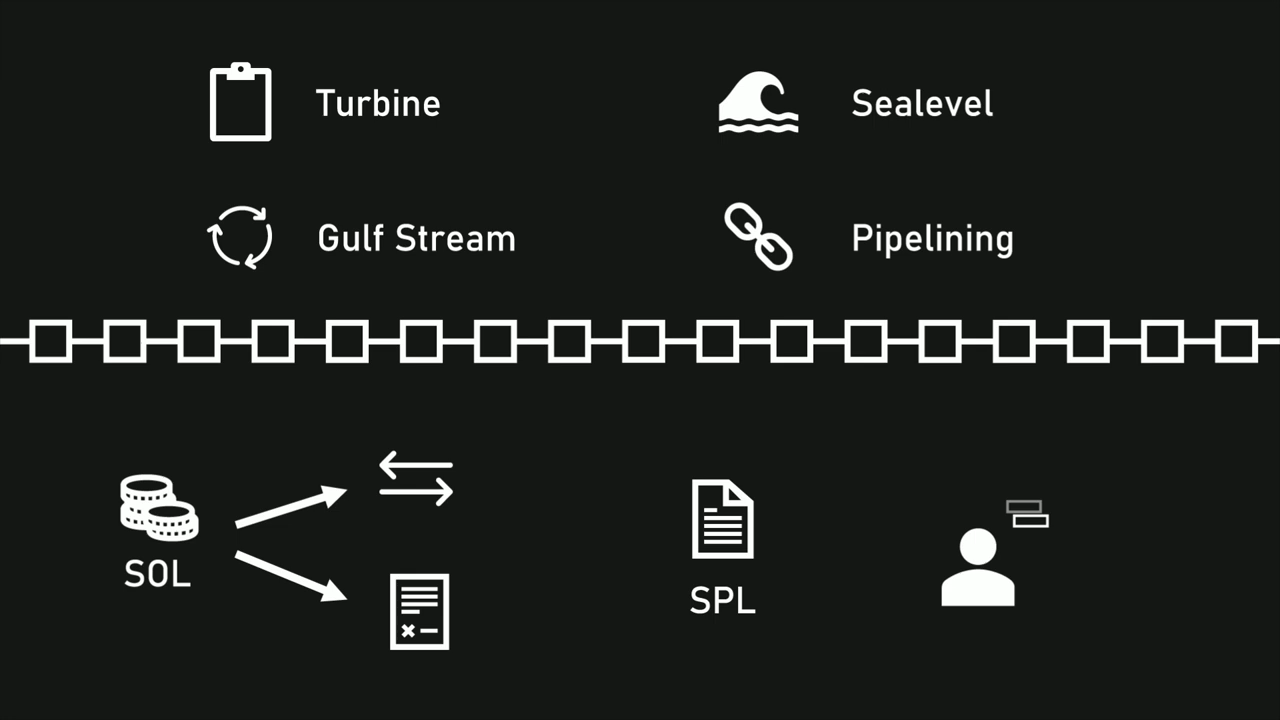 Turbine
Sealevel
Gulf Stream
Pipelining
SOL
SPL